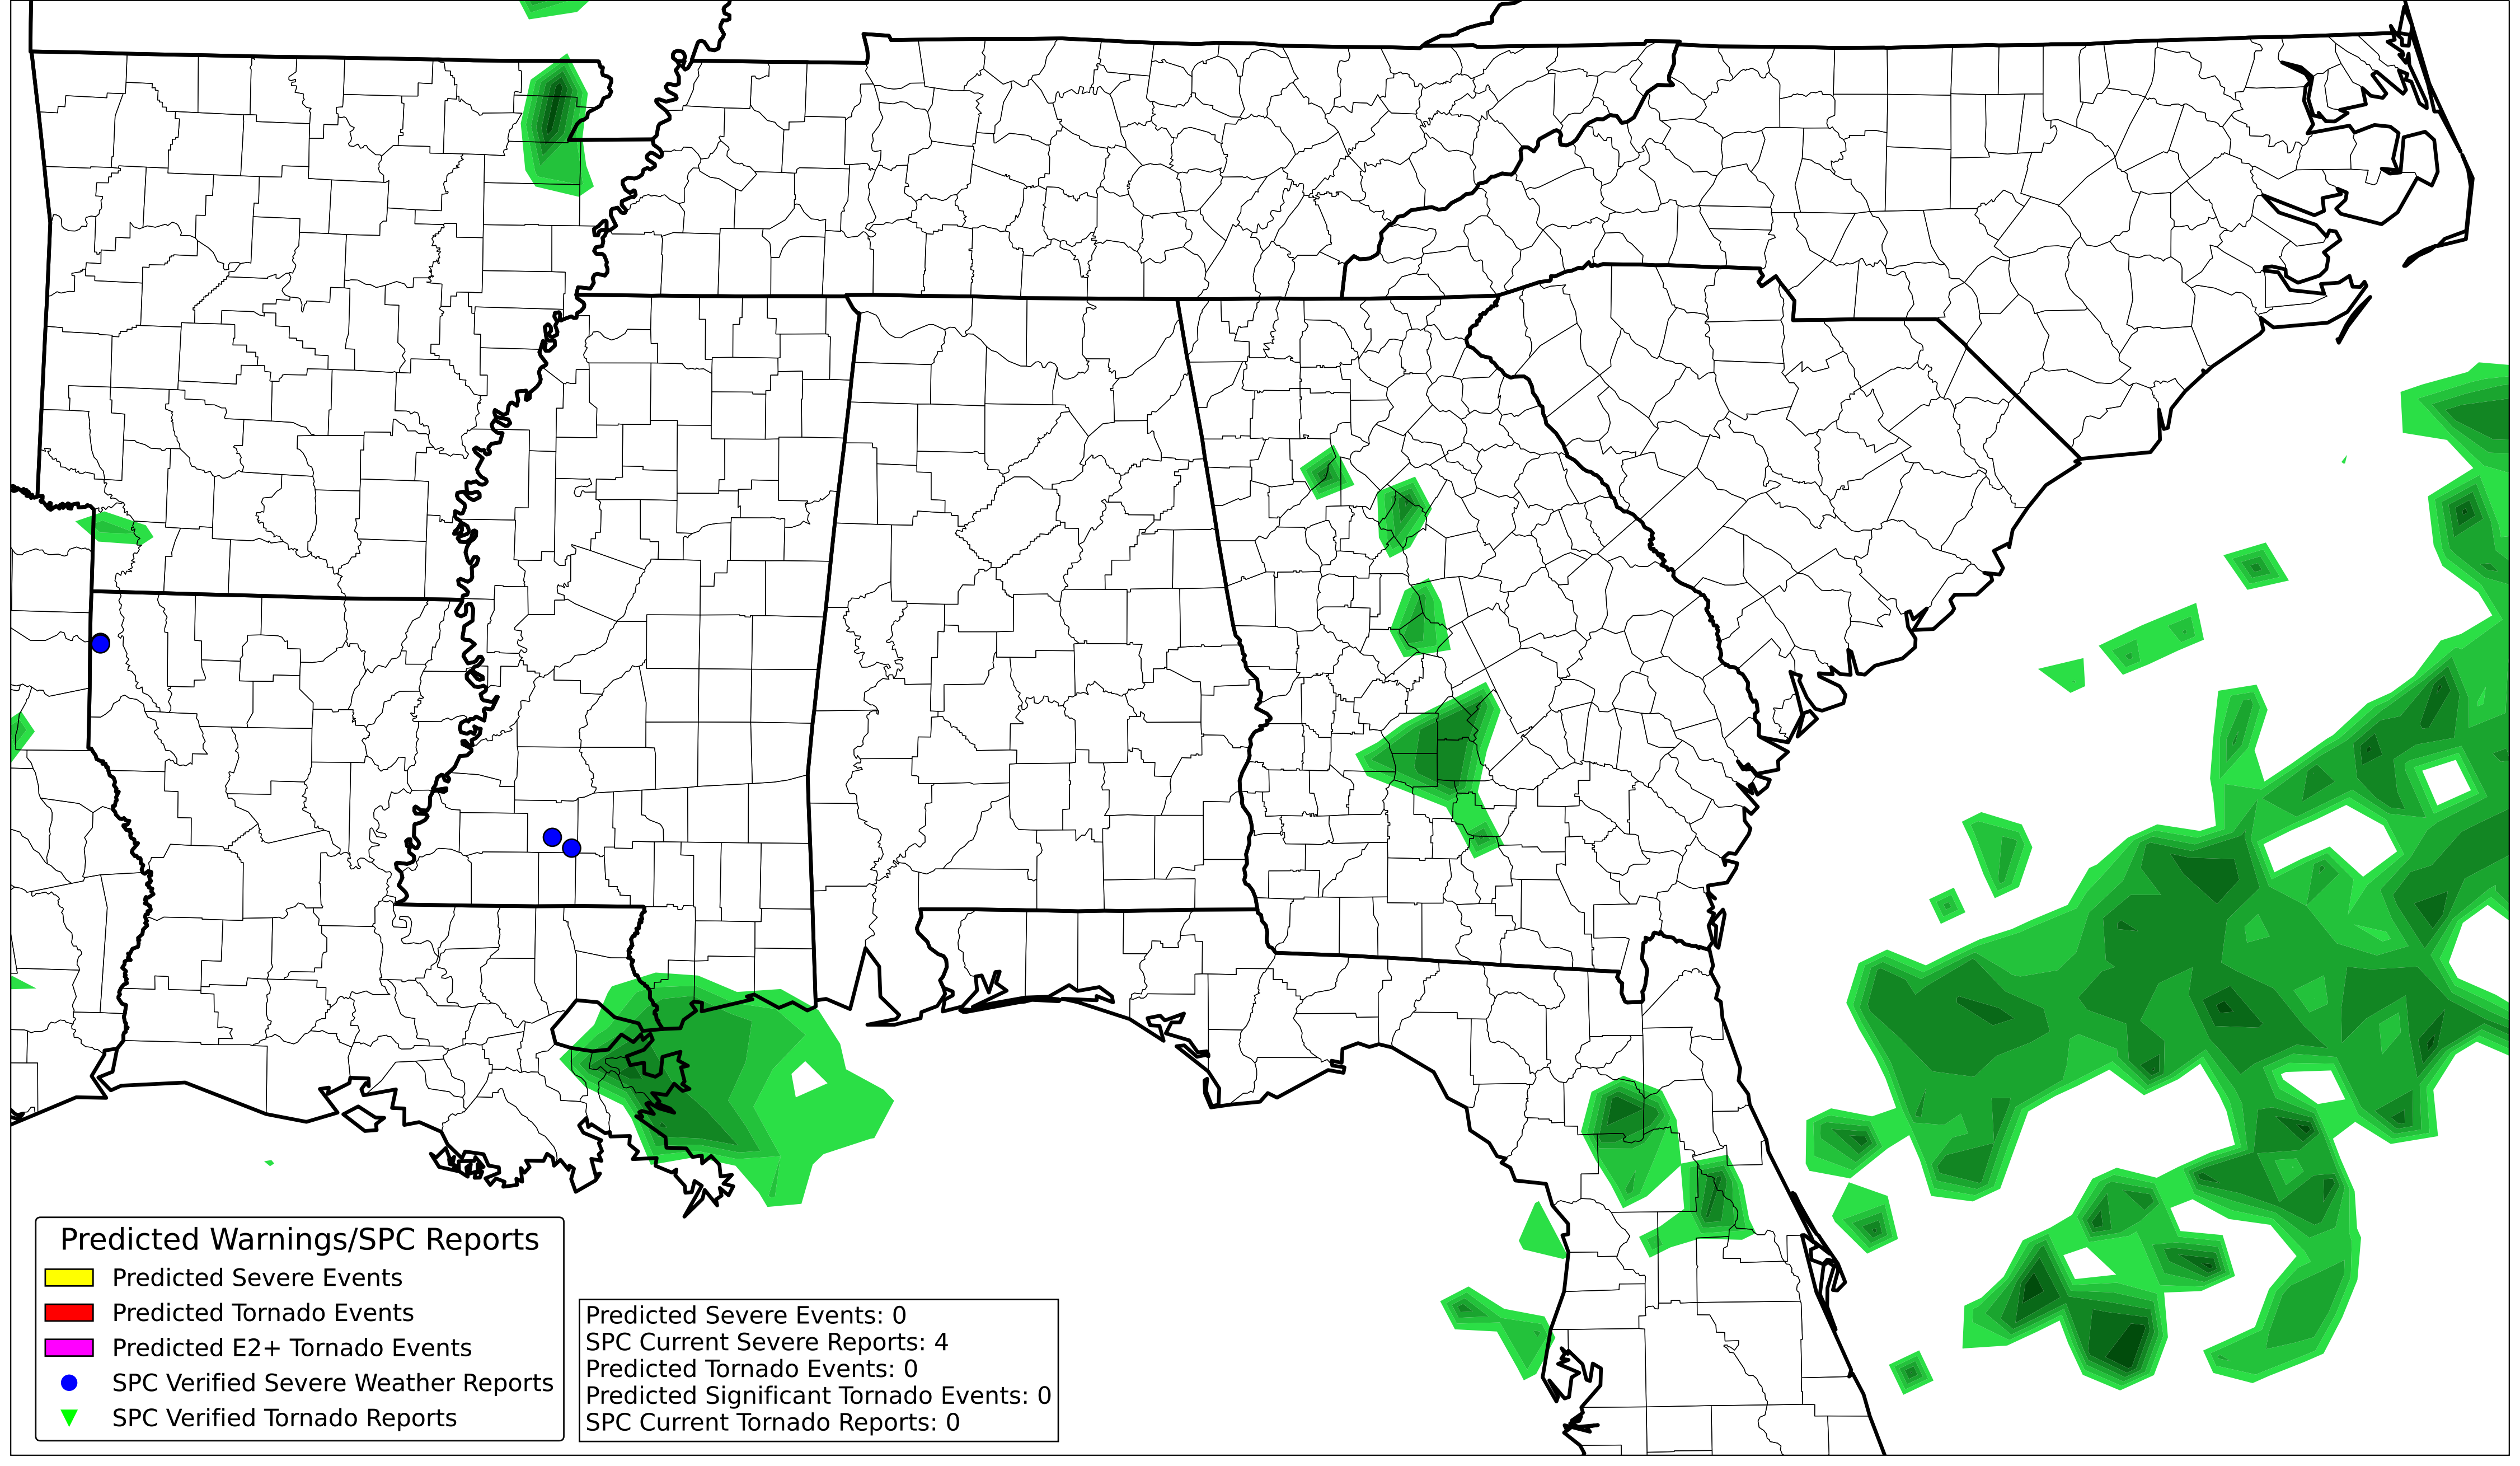 Predicted Warnings/SPC Reports
Predicted Severe Events
Predicted Tornado Events
Predicted E2+ Tornado Events
SPC Verified Severe Weather Reports
SPC Verified Tornado Reports
Predicted Severe Events: 0
SPC Current Severe Reports: 4
Predicted Tornado Events: 0
Predicted Significant Tornado Events: 0
SPC Current Tornado Reports: 0